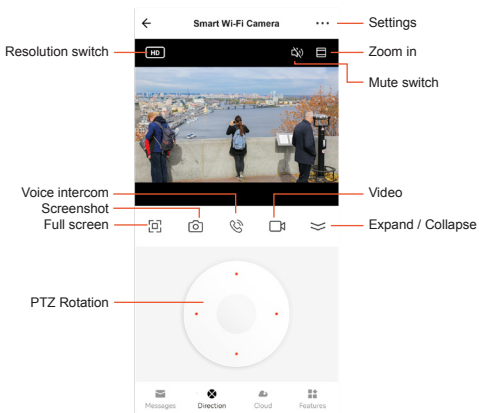 Smart Wi-Fi Camera
Settings
Resolution switch
HD
Zoom in
Mute switch
Voice intercom
Video
Screenshot
Full screen
Expand / Collapse
PTZ Rotation
Messages
Direction
Cloud
Features